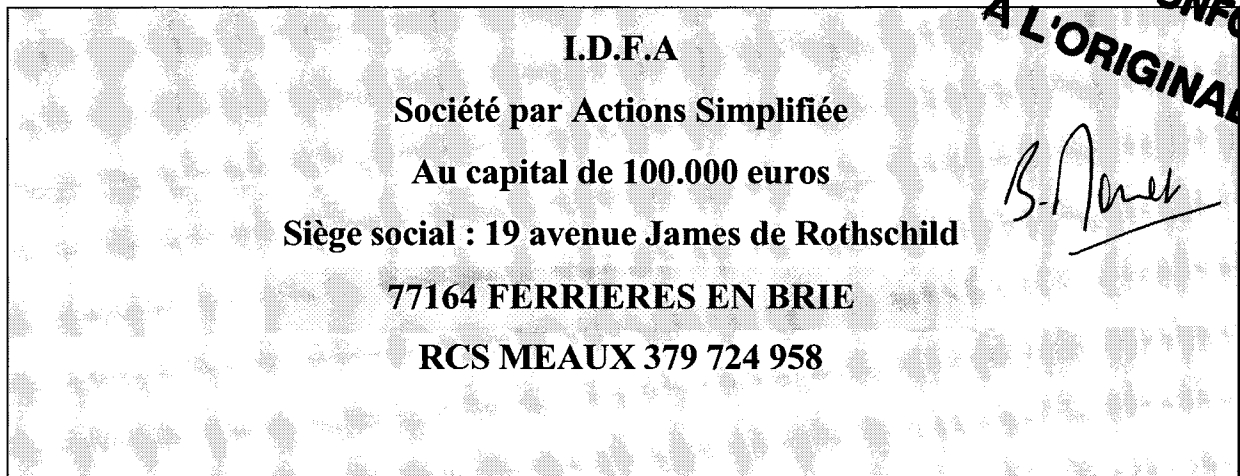 I.D.F.A
Société par Actions Simplifiée
Au capital de 100.000 euros
Siège social : 19 avenue James de Rothschild
77164 FERRIERES EN BRIE
RCS MEAUX 379 724 958
A L'ORIGINAL